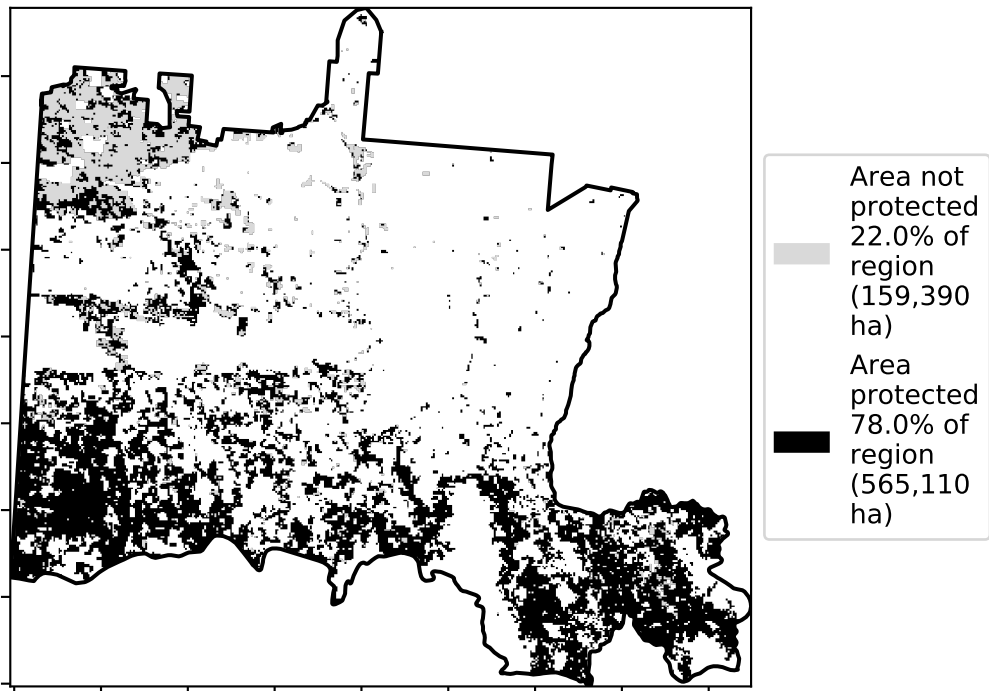 Area not
protected
22.0% of
region
(159,390
ha)
Area
protected
78.0% of
region
(565,110
ha)